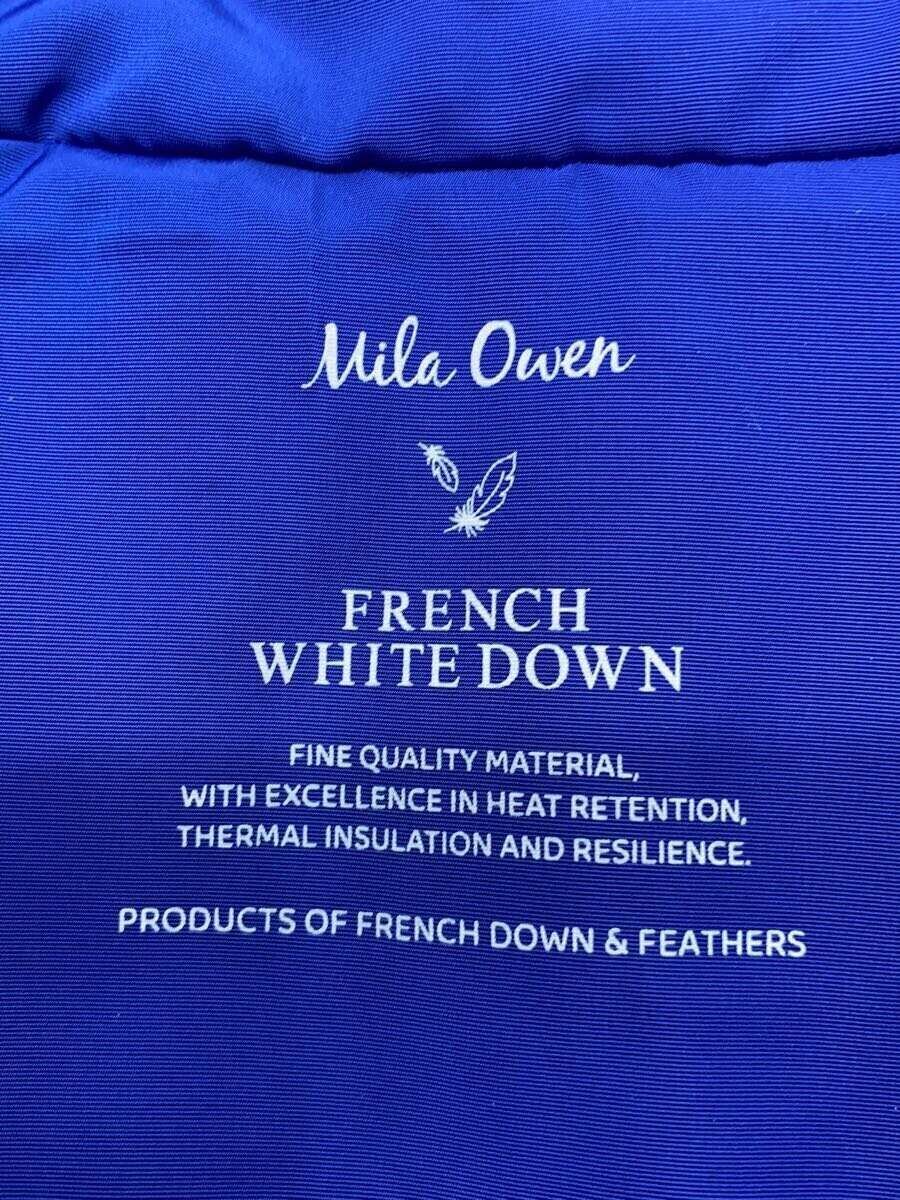 Mila Owen
FRENCH
WHITE DOWN
FINE QUALITY MATERIAL,
WITH EXCELLENCE IN HEAT RETENTION,
THERMAL INSULATION AND RESILIENCE.
PRODUCTS OF FRENCH DOWN & FEATHERS